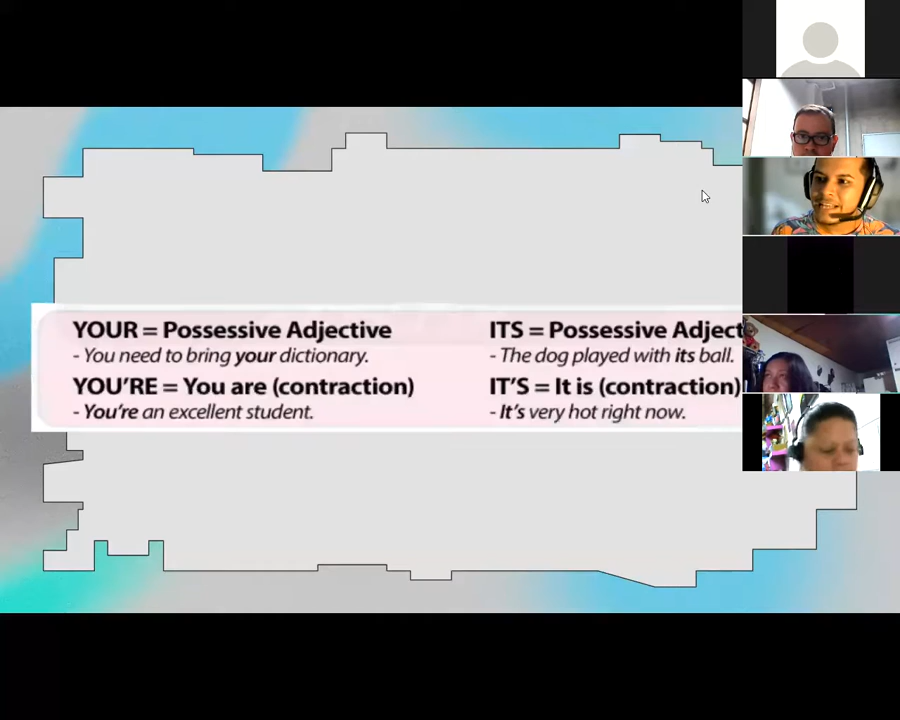 YOUR = Possessive Adjective
- You need to bring your dictionary.
YOU'RE = You are (contraction)
- You're an excellent student.
ITS = Possessive Adject
- The dog played with its ball.
IT'S = It is (contraction)
- It's very hot right now.